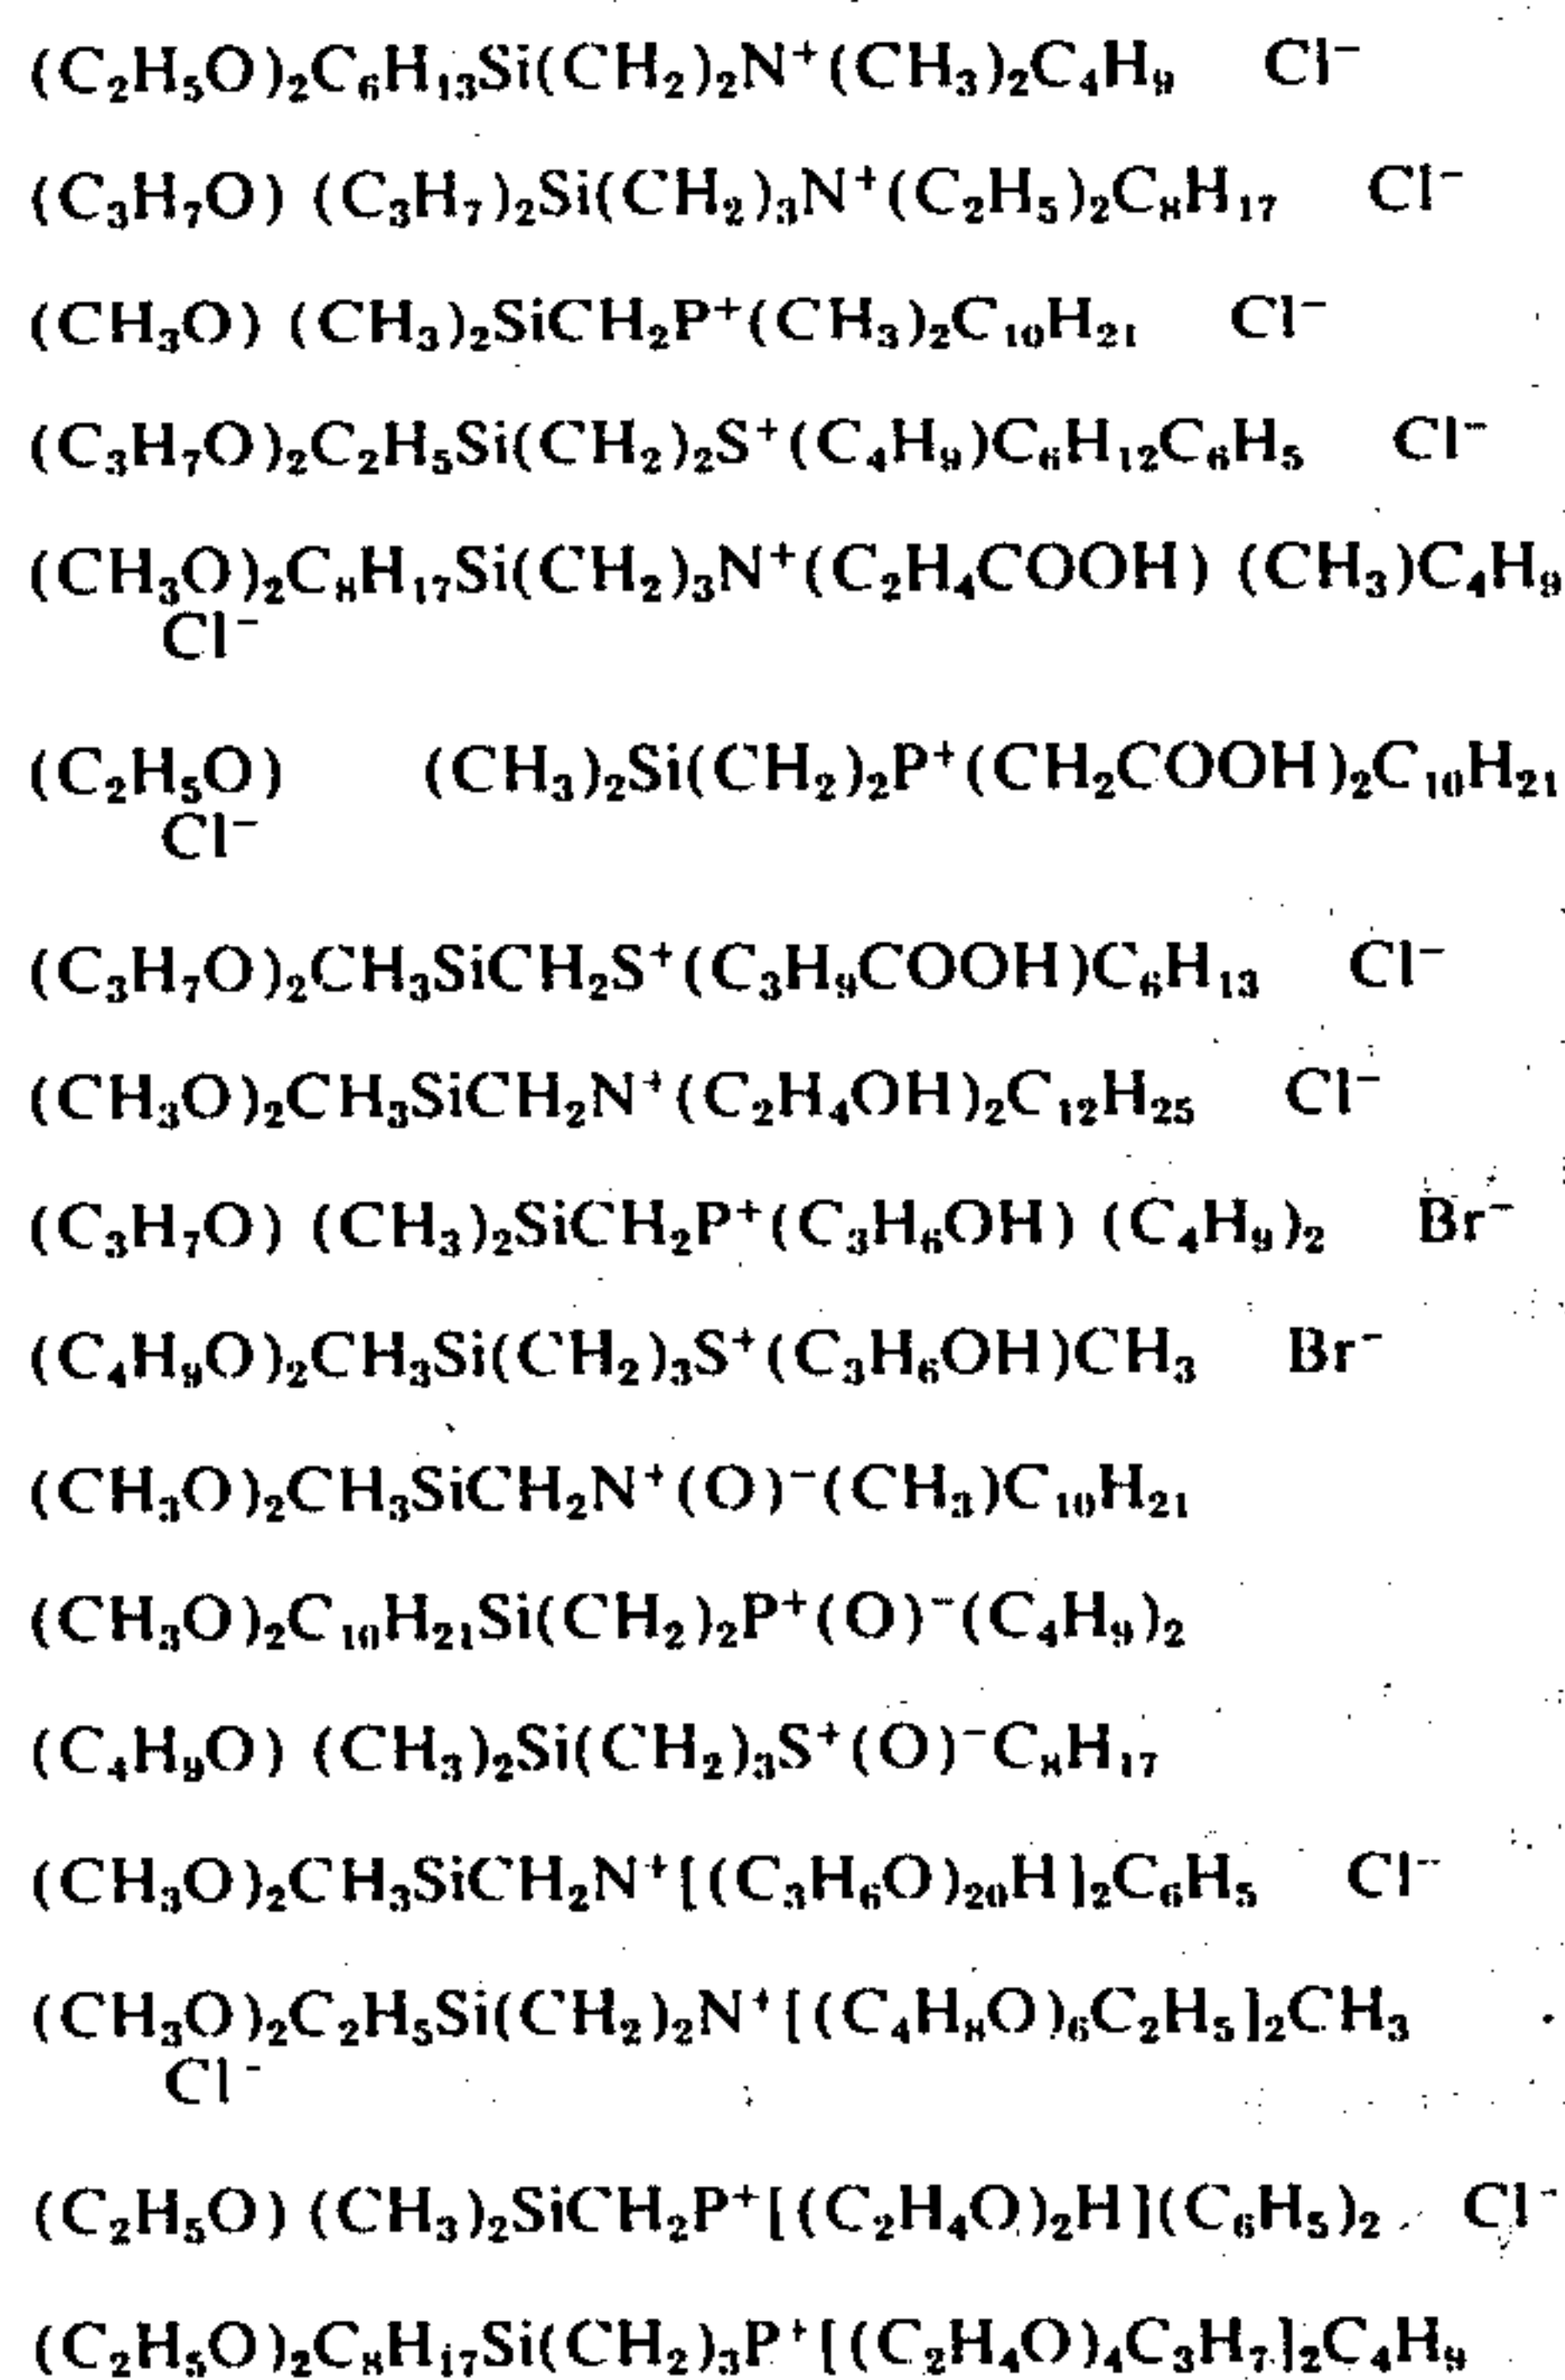 (C₂H₅O)₂C₆H₁₃Si(CH₂)₂N⁺(CH₃)₂C₄H₉ Cl⁻
(C₃H₇O) (C₃H₇)₂Si(CH₂)₃N⁺(C₂H₅)₂C₈H₁₇ Cl⁻
(CH₃O) (CH₃)₂SiCH₂P⁺(CH₃)₂C₁₀H₂₁ Cl⁻
(C₃H₇O)₂C₂H₅Si(CH₂)₂S⁺(C₄H₉)C₆H₁₂C₆H₅ Cl⁻
(CH₃O)₂C₈H₁₇Si(CH₂)₃N⁺(C₂H₄COOH) (CH₃)C₄H₉
Cl⁻
(C₂H₅O) (CH₃)₂Si(CH₂)₂P⁺(CH₂COOH)₂C₁₀H₂₁
Cl⁻
(C₃H₇O)₂CH₃SiCH₂S⁺(C₃H₉COOH)C₆H₁₃ Cl⁻
(CH₃O)₂CH₃SiCH₂N⁺(C₂H₄OH)₂C₁₂H₂₅ Cl⁻
(C₃H₇O) (CH₃)₂SiCH₂P⁺(C₃H₆OH) (C₄H₉)₂ Br⁻
(C₄H₉O)₂CH₃Si(CH₂)₃S⁺(C₃H₆OH)CH₃ Br⁻
(CH₃O)₂CH₃SiCH₂N⁺(O)⁻(CH₃)C₁₀H₂₁
(CH₃O)₂C₁₀H₂₁Si(CH₂)₂P⁺(O)⁻(C₄H₉)₂
(C₄H₉O) (CH₃)₂Si(CH₂)₃S⁺(O)⁻C₈H₁₇
(CH₃O)₂CH₃SiCH₂N⁺[(C₃H₆O)₂₀H]₂C₆H₅ Cl⁻
(CH₃O)₂C₂H₅Si(CH₂)₂N⁺[(C₄H₈O)₆C₂H₅]₂CH₃
Cl⁻
(C₂H₅O) (CH₃)₂SiCH₂P⁺[(C₂H₄O)₂H](C₆H₅)₂ Cl⁻
(C₂H₅O)₂C₈H₁₇Si(CH₂)₃P⁺[(C₂H₄O)₄C₃H₇]₂C₄H₉